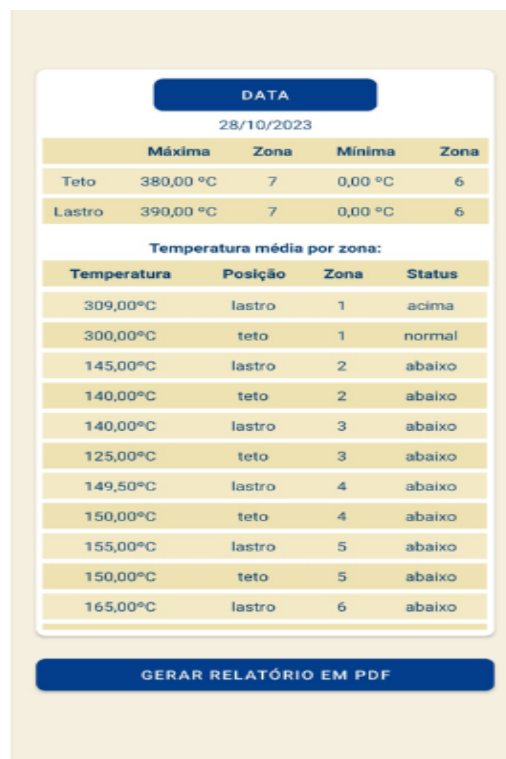 DATA
28/10/2023
Máxima Zona Mínima Zona
Teto 380,00 ºC 7 0,00 ºC 6
Lastro 390,00 ºC 7 0,00 ºC 6
Temperatura média por zona:
Temperatura Posição Zona Status
309,00ºC lastro 1 acima
300,00ºC teto 1 normal
145,00ºC lastro 2 abaixo
140,00ºC teto 2 abaixo
140,00ºC lastro 3 abaixo
125,00ºC teto 3 abaixo
149,50ºC lastro 4 abaixo
150,00ºC teto 4 abaixo
155,00ºC lastro 5 abaixo
150,00ºC teto 5 abaixo
165,00ºC lastro 6 abaixo
GERAR RELATÓRIO EM PDF